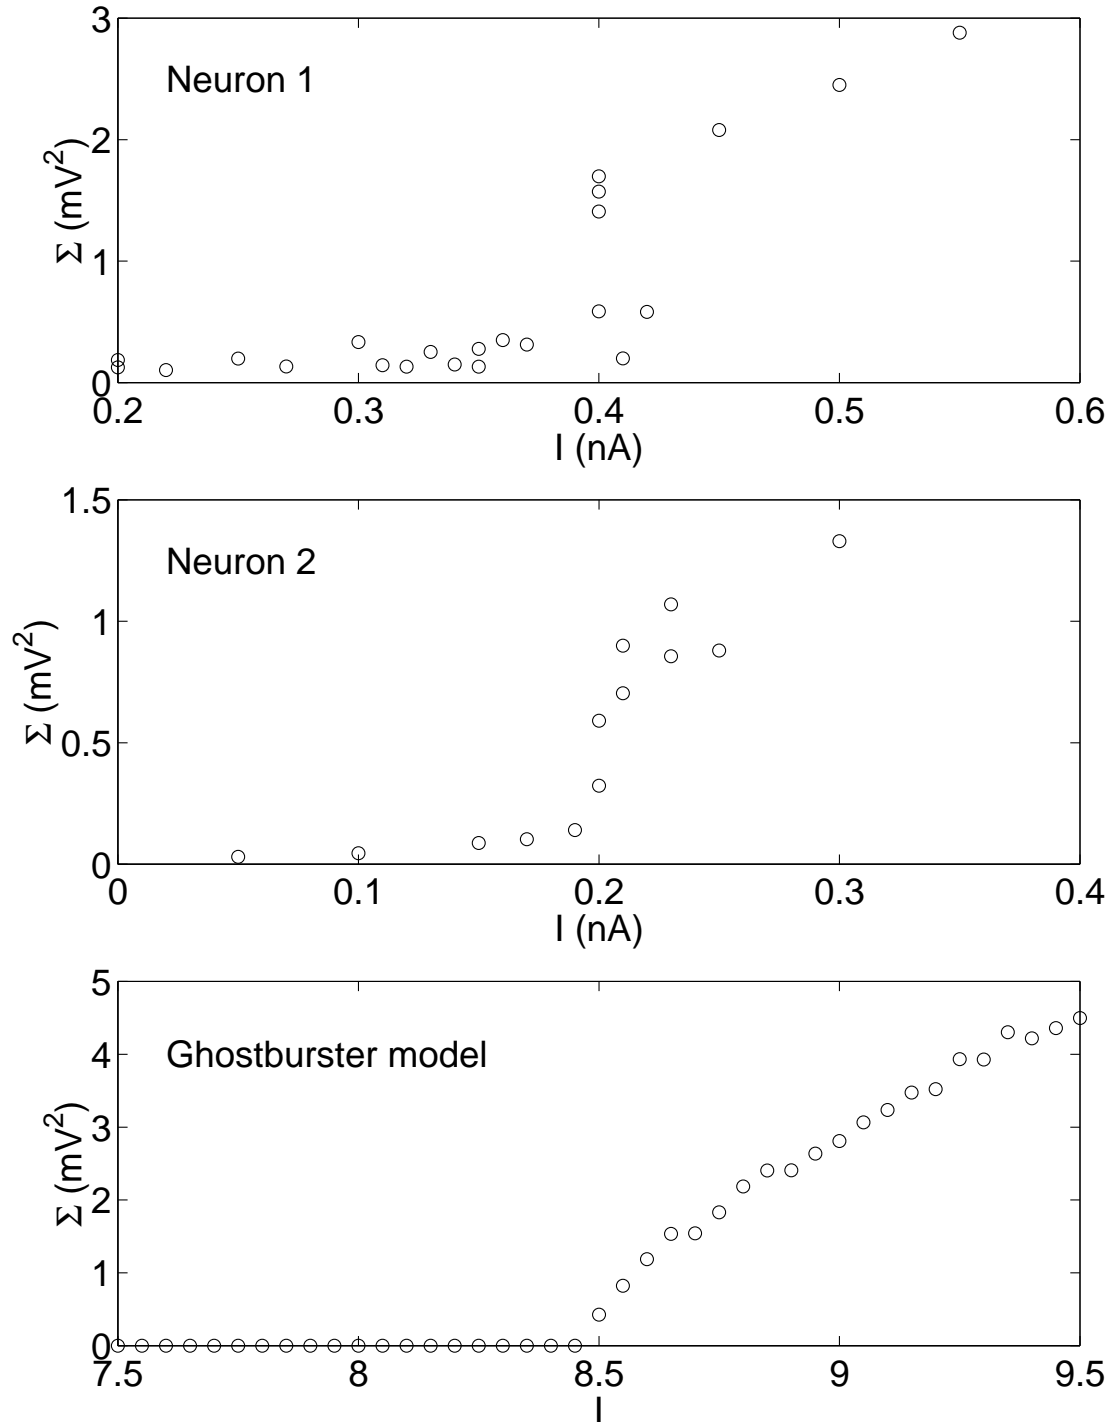 3
Neuron 1
2
Σ (mV²)
1
0
0.2 0.3 0.4 0.5 0.6
I (nA)
1.5
Neuron 2
1
Σ (mV²)
0.5
0
0 0.1 0.2 0.3 0.4
I (nA)
5
Ghostburster model
4
3
Σ (mV²)
2
1
0
7.5 8 8.5 9 9.5
I